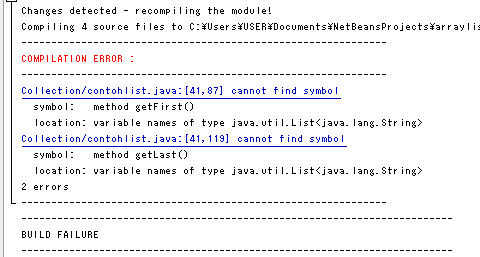 Changes detected - recompiling the module!
Compiling 4 source files to C:¥Users¥USER¥Documents¥NetBeansProjects¥arraylis
------------------------------------------------------------
COMPILATION ERROR :
------------------------------------------------------------
Collection/contohlist.java:[41,87] cannot find symbol
  symbol:   method getFirst()
  location: variable names of type java.util.List<java.lang.String>
Collection/contohlist.java:[41,119] cannot find symbol
  symbol:   method getLast()
  location: variable names of type java.util.List<java.lang.String>
2 errors
------------------------------------------------------------
------------------------------------------------------------------------
BUILD FAILURE
------------------------------------------------------------------------